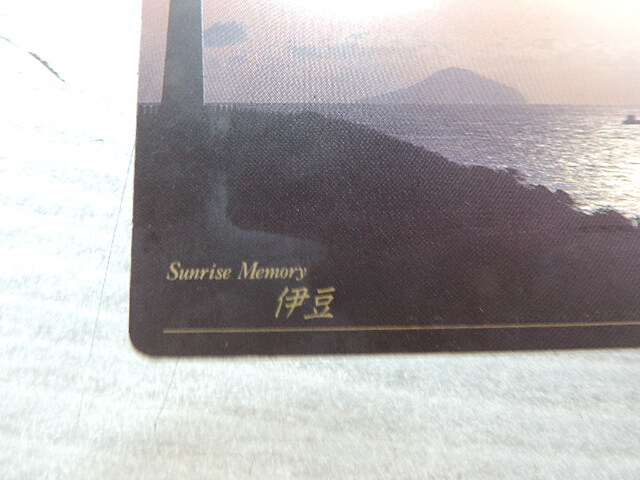 Sunrise Memory
伊豆